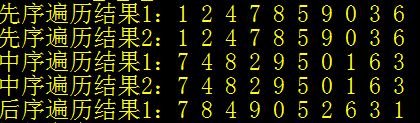 先序遍历结果1：1 2 4 7 8 5 9 0 3 6
先序遍历结果2：1 2 4 7 8 5 9 0 3 6
中序遍历结果1：7 4 8 2 9 5 0 1 6 3
中序遍历结果2：7 4 8 2 9 5 0 1 6 3
后序遍历结果1：7 8 4 9 0 5 2 6 3 1